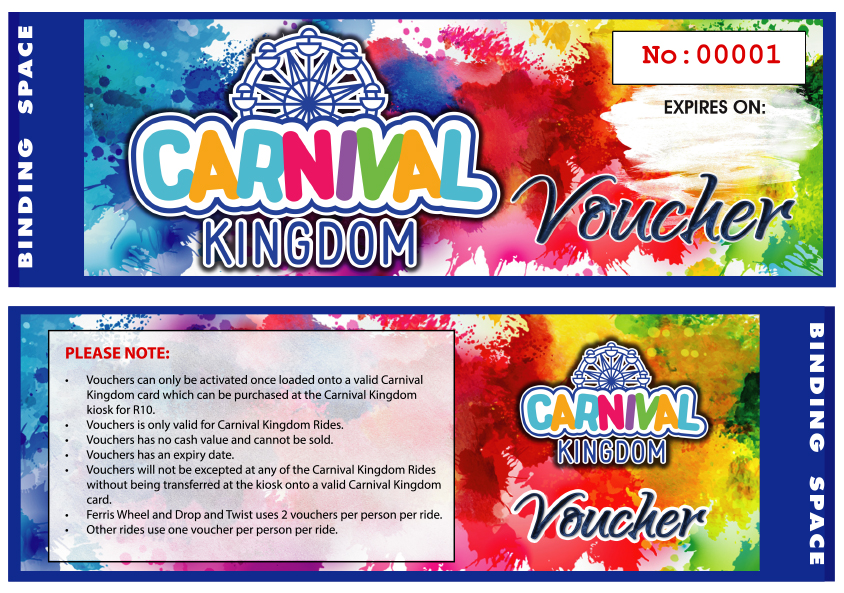 BINDING SPACE
CARNIVAL
KINGDOM
No:00001
EXPIRES ON:
Voucher
PLEASE NOTE:
• Vouchers can only be activated once loaded onto a valid Carnival
Kingdom card which can be purchased at the Carnival Kingdom
kiosk for R10.
• Vouchers is only valid for Carnival Kingdom Rides.
• Vouchers has no cash value and cannot be sold.
• Vouchers has an expiry date.
• Vouchers will not be excepted at any of the Carnival Kingdom Rides
without being transferred at the kiosk onto a valid Carnival Kingdom
card.
• Ferris Wheel and Drop and Twist uses 2 vouchers per person per ride.
• Other rides use one voucher per person per ride.
CARNIVAL
KINGDOM
Voucher
BINDING SPACE